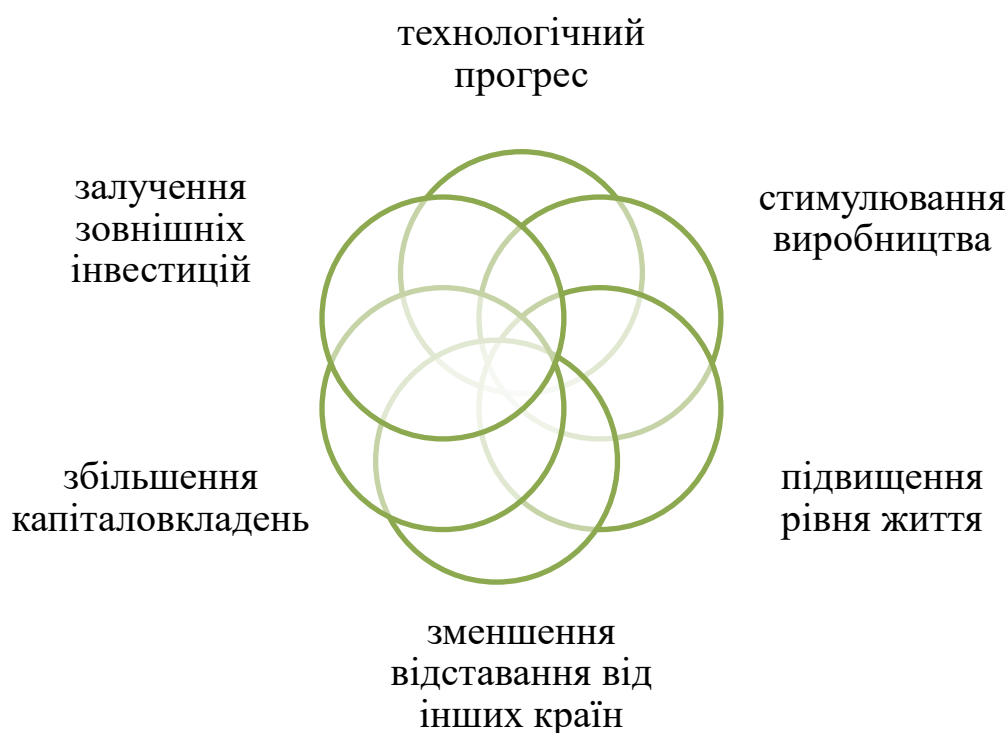 технологічний
прогрес
стимулювання
виробництва
підвищення
рівня життя
зменшення
відставання від
інших країн
збільшення
капіталовкладень
залучення
зовнішніх
інвестицій